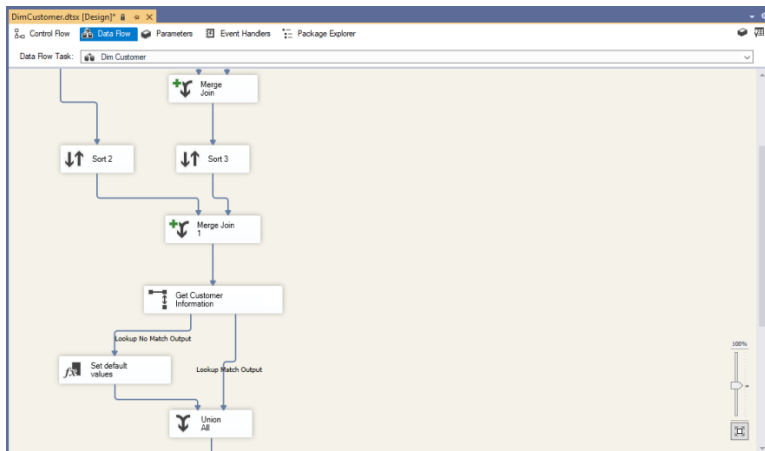 DimCustomer.dtsx [Design]*
Control Flow Data Flow Parameters Event Handlers Package Explorer
Data Flow Task: Dim Customer
Merge
Join
Sort 2 Sort 3
Merge Join
1
Get Customer
Information
Lookup No Match Output
Set default
values
Lookup Match Output
Union
All
100%